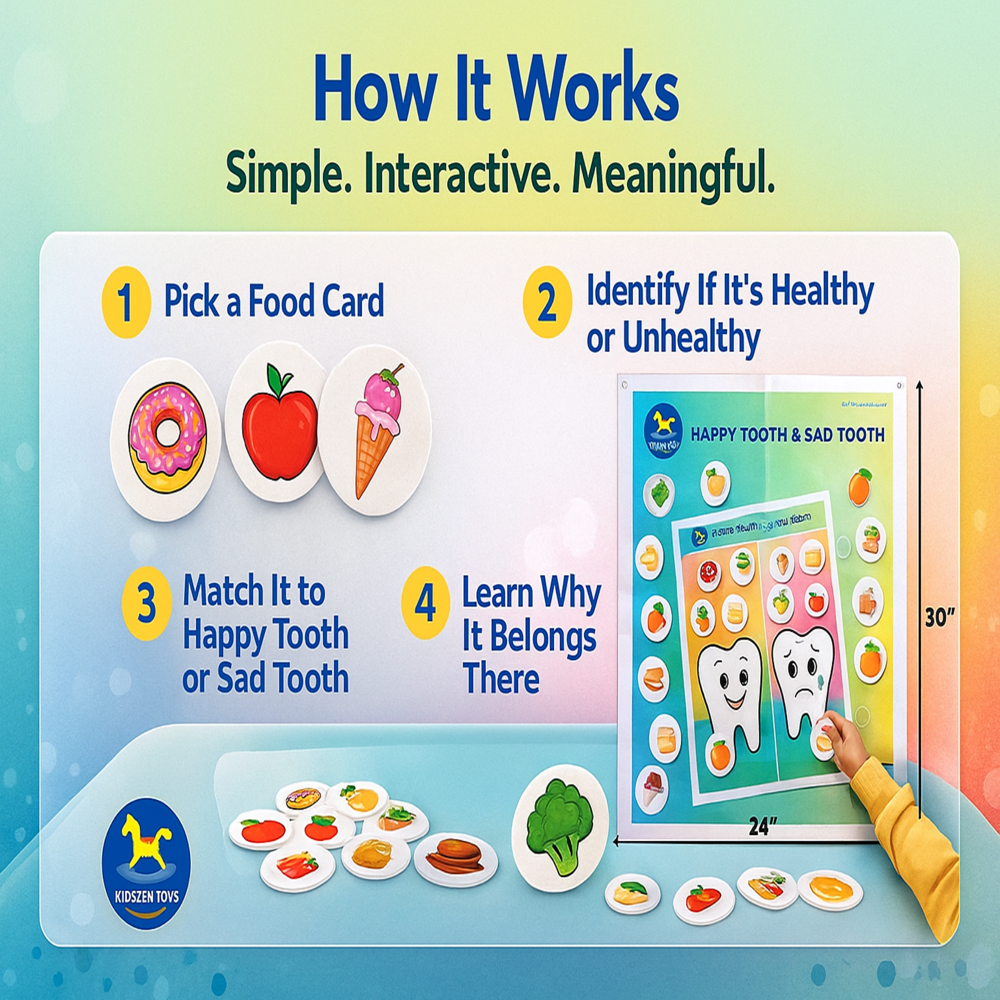 How It Works
Simple. Interactive. Meaningful.
1 Pick a Food Card
2 Identify If It's Healthy
or Unhealthy
HAPPY TOOTH & SAD TOOTH
3 Match It to
Happy Tooth
or Sad Tooth
4 Learn Why
It Belongs
There
30"
24"
KIDSZEN TOVS